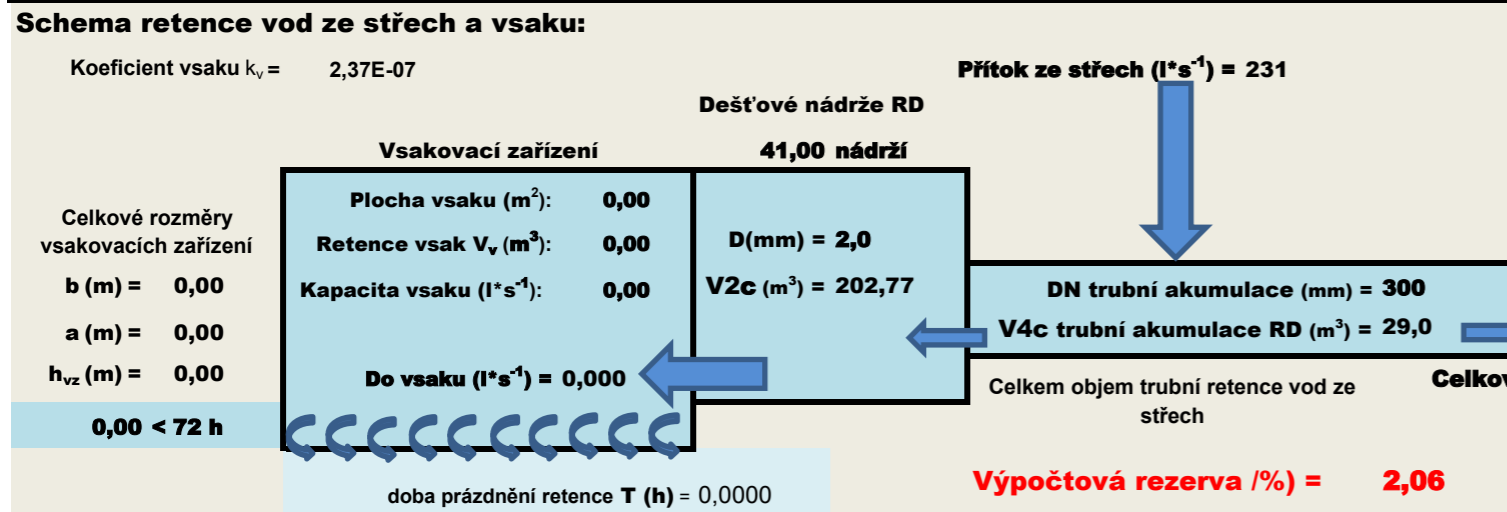 Schema retence vod ze střech a vsaku:
Koeficient vsaku kᵥ = 2,37E-07
Přítok ze střech (l*s⁻¹) = 231
Dešťové nádrže RD
41,00 nádrží
Vsakovací zařízení
Celkové rozměry
vsakovacích zařízení
b (m) = 0,00
a (m) = 0,00
h_vz (m) = 0,00
0,00 < 72 h
Plocha vsaku (m²): 0,00
Retence vsak Vᵥ (m³): 0,00
Kapacita vsaku (l*s⁻¹): 0,00
Do vsaku (l*s⁻¹) = 0,000
D(mm) = 2,0
V2c (m³) = 202,77
DN trubní akumulace (mm) = 300
V4c trubní akumulace RD (m³) = 29,0
Celkem objem trubní retence vod ze
střech
Celkov
doba prázdnění retence T (h) = 0,0000
Výpočtová rezerva /%) = 2,06